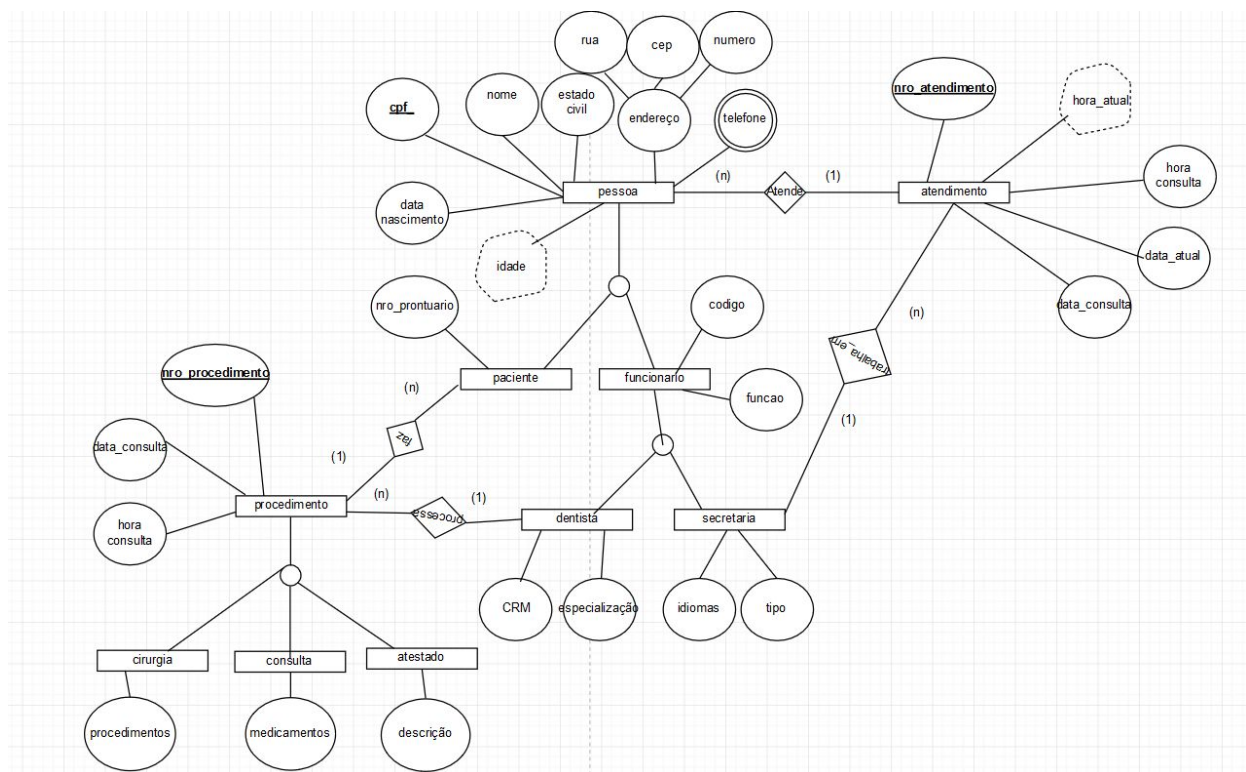 rua
cep
numero
cpf_
nome
estado
civil
endereço
telefone
nro_atendimento
hora_atual
hora
consulta
data
nascimento
pessoa
(n)
Atende
(1)
atendimento
idade
data_atual
data_consulta
nro_prontuario
codigo
(n)
trabalha_em
nro_procedimento
(n)
paciente
funcionario
funcao
faz
(1)
data_consulta
(1)
procedimento
(n)
processa
(1)
dentista
secretaria
hora
consulta
CRM
especialização
idiomas
tipo
cirurgia
consulta
atestado
procedimentos
medicamentos
descrição